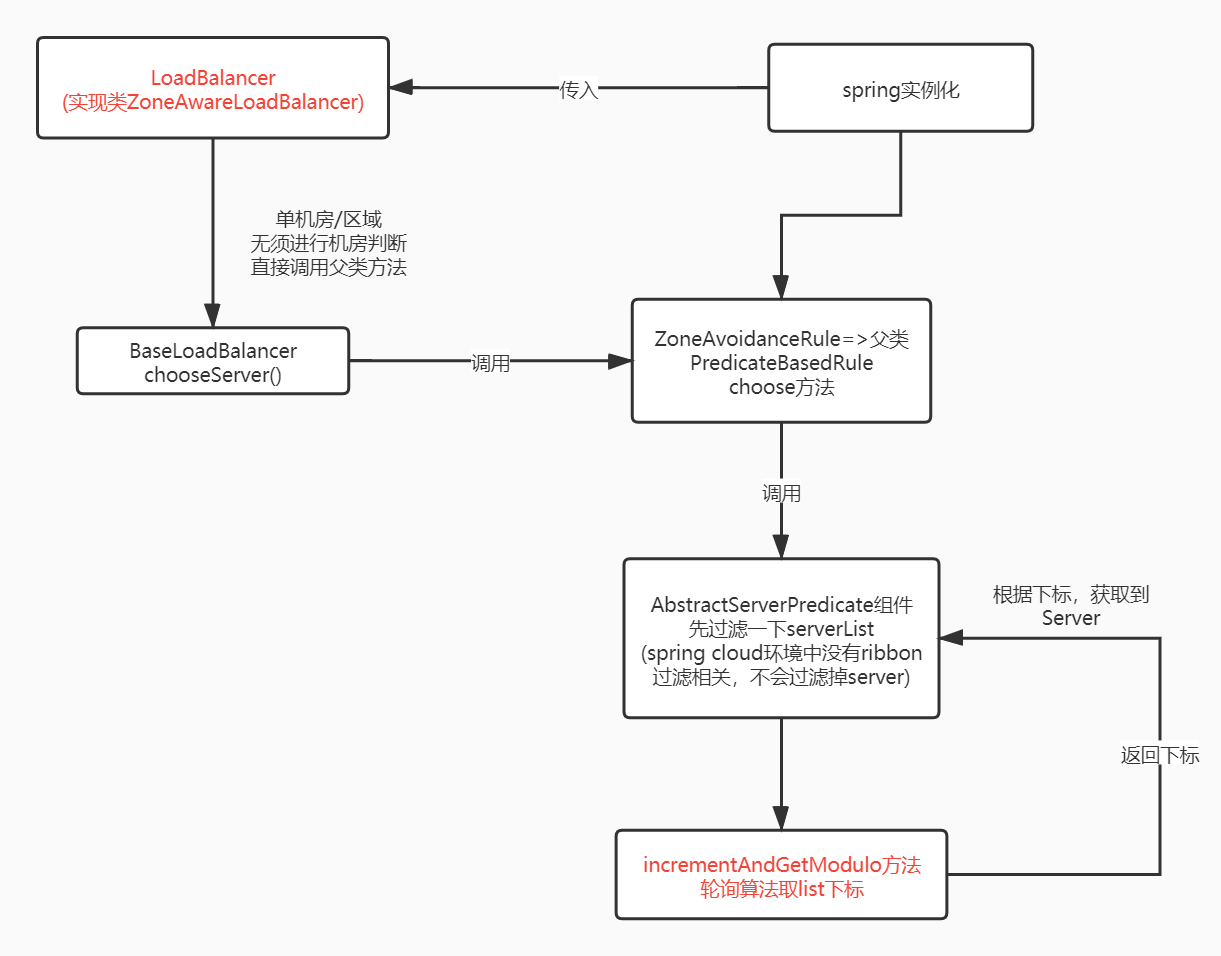 LoadBalancer
(实现类ZoneAwareLoadBalancer)
传入
spring实例化
单机房/区域
无须进行机房判断
直接调用父类方法
BaseLoadBalancer
chooseServer()
调用
ZoneAvoidanceRule=>父类
PredicateBasedRule
choose方法
调用
AbstractServerPredicate组件
先过滤一下serverList
(spring cloud环境中没有ribbon
过滤相关，不会过滤掉server)
根据下标，获取到
Server
返回下标
incrementAndGetModulo方法
轮询算法取list下标